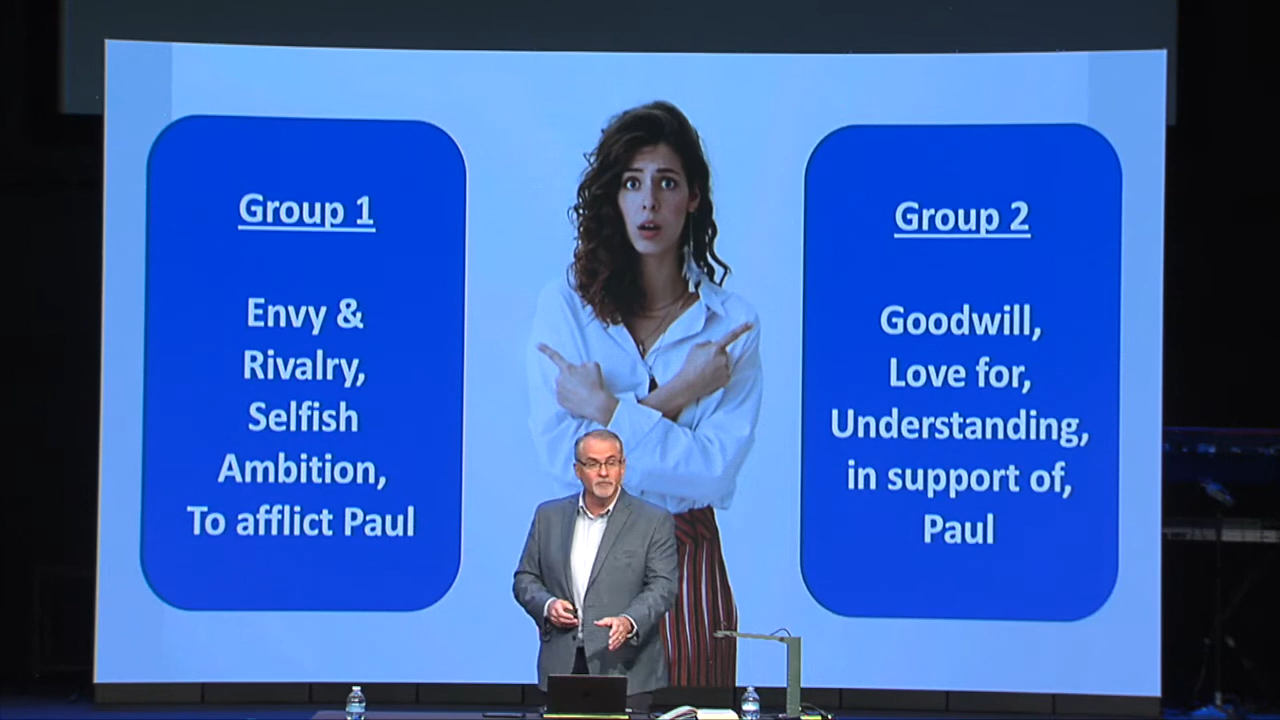 Group 1
Envy &
Rivalry,
Selfish
Ambition,
To afflict Paul
Group 2
Goodwill,
Love for,
Understanding,
in support of,
Paul